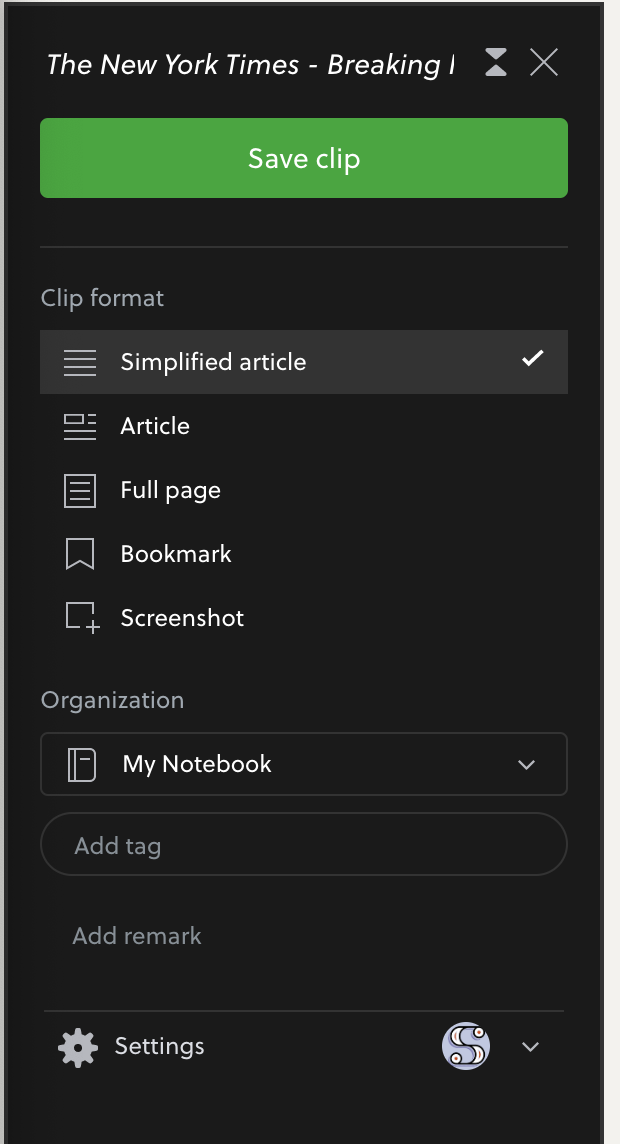 The New York Times - Breaking
Save clip
Clip format
Simplified article
Article
Full page
Bookmark
Screenshot
Organization
My Notebook
Add tag
Add remark
Settings